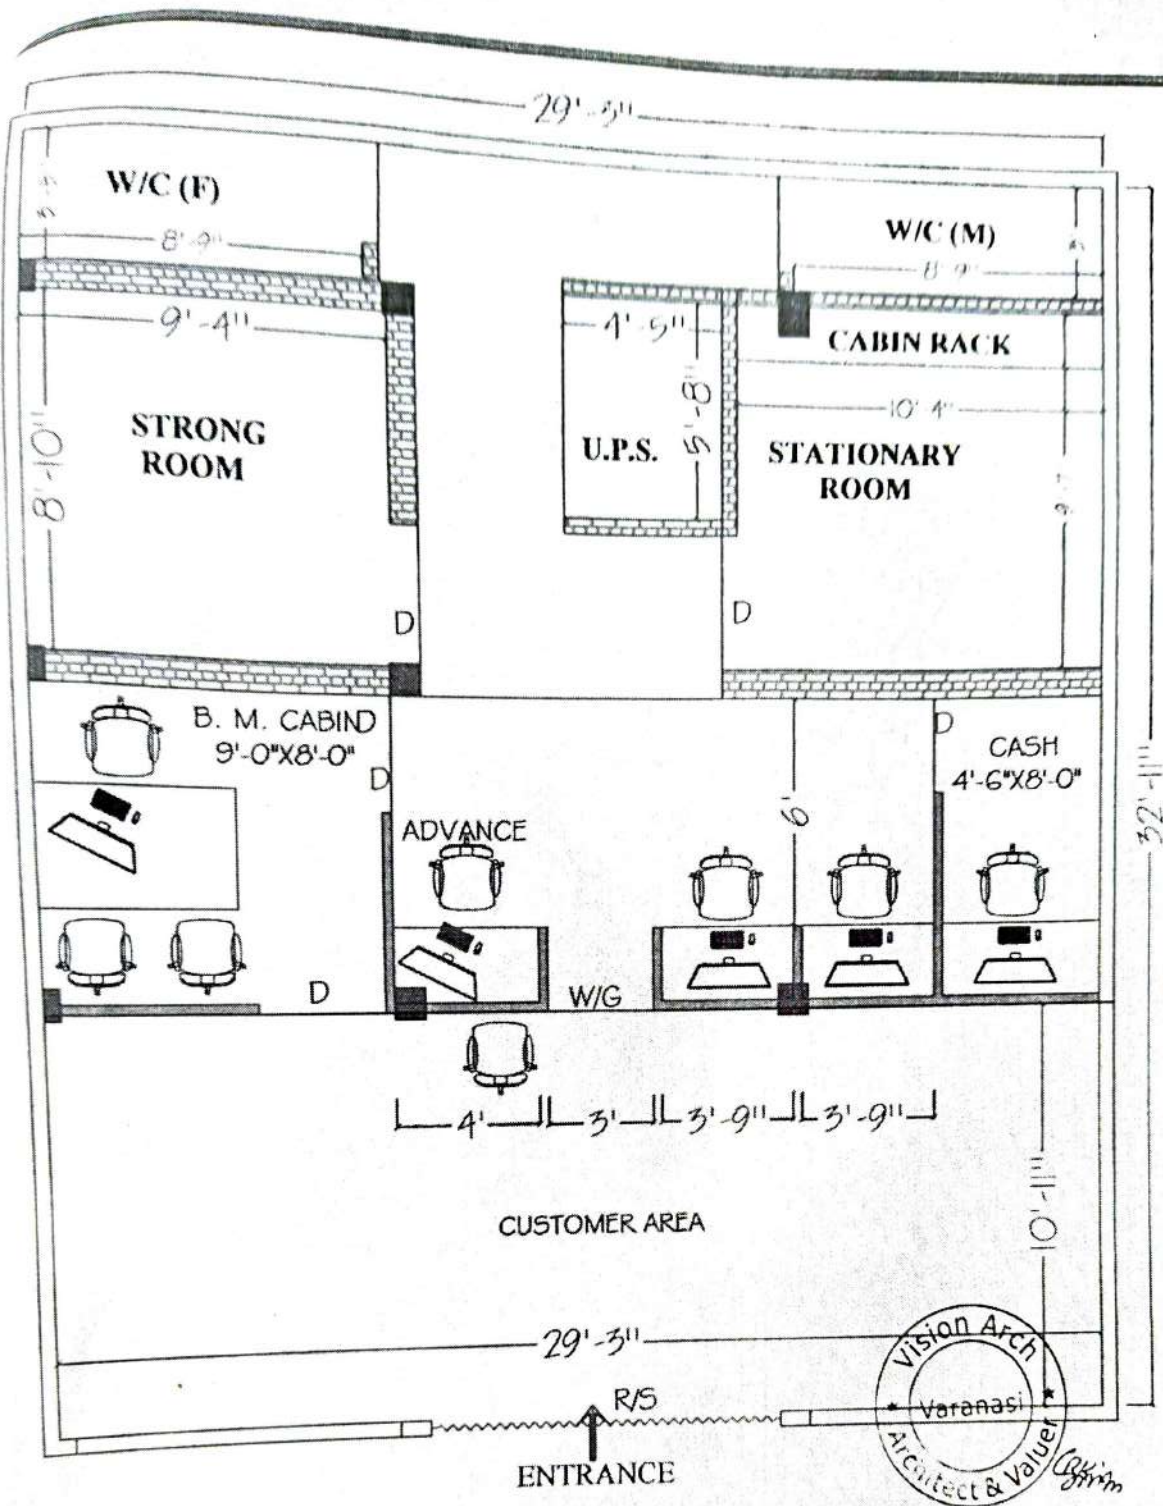 29'-3"
W/C (F)
8'-9"
W/C (M)
8'-9"
9'-4"
4'-5"
CABIN RACK
10'-4"
8'-10"
STRONG
ROOM
U.P.S.
5'-8"
STATIONARY
ROOM
9'-7
D
D
B. M. CABIND
9'-0"X8'-0"
D
D
CASH
4'-6"X8'-0"
32'-11"
6'
ADVANCE
D
W/G
4'
3'
3'-9"
3'-9"
10'-11"
CUSTOMER AREA
29'-3"
R/S
ENTRANCE
Vision Arch
Varanasi
Architect & Valuer